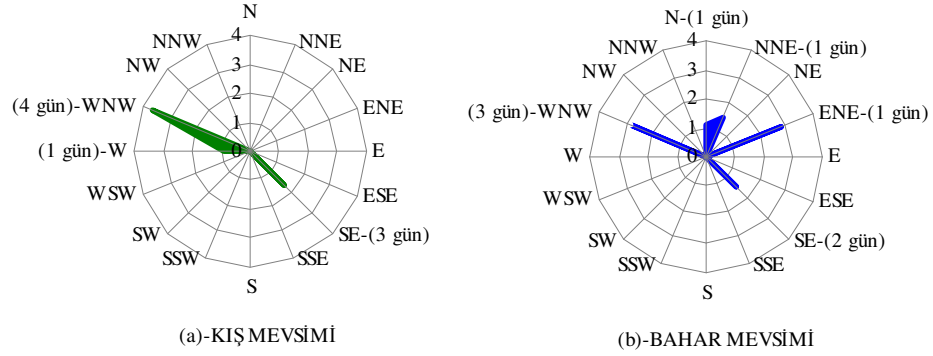 N
NNE
NE
ENE
E
ESE
SE-(3 gün)
SSE
S
SSW
SW
WSW
(1 gün)-W
(4 gün)-WNW
NW
NNW
4
3
2
1
0
(a)-KIŞ MEVSİMİ
N-(1 gün)
NNE-(1 gün)
NE
ENE-(1 gün)
E
ESE
SE-(2 gün)
SSE
S
SSW
SW
WSW
W
(3 gün)-WNW
NW
NNW
4
3
2
1
0
(b)-BAHAR MEVSİMİ